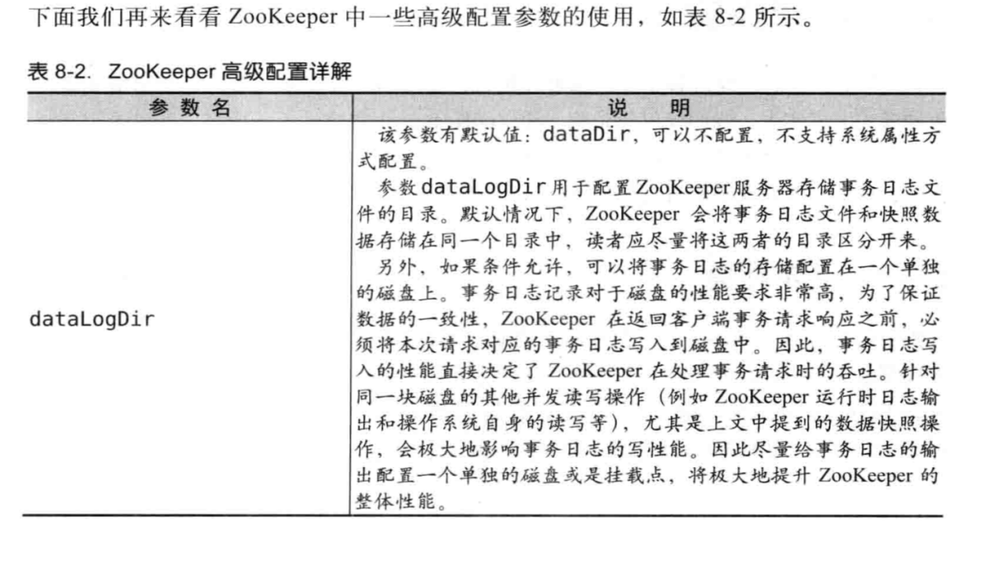 下面我们再来看看 ZooKeeper 中一些高级配置参数的使用，如表 8-2 所示。
表 8-2. ZooKeeper 高级配置详解
参 数 名
说 明
该参数有默认值：dataDir，可以不配置，不支持系统属性方
式配置。
参数 dataLogDir 用于配置 ZooKeeper 服务器存储事务日志文
件的目录。默认情况下，ZooKeeper 会将事务日志文件和快照数
据存储在同一个目录中，读者应尽量将这两者的目录区分开来。
另外，如果条件允许，可以将事务日志的存储配置在一个单独
的磁盘上。事务日志记录对于磁盘的性能要求非常高，为了保证
dataLogDir
数据的一致性，ZooKeeper 在返回客户端事务请求响应之前，必
须将本次请求对应的事务日志写入到磁盘中。因此，事务日志写
入的性能直接决定了 ZooKeeper 在处理事务请求时的吞吐。针对
同一块磁盘的其他并发读写操作（例如 ZooKeeper 运行时日志输
出和操作系统自身的读写等），尤其是上文中提到的数据快照操
作，会极大地影响事务日志的写性能。因此尽量给事务日志的输
出配置一个单独的磁盘或是挂载点，将极大地提升 ZooKeeper 的
整体性能。